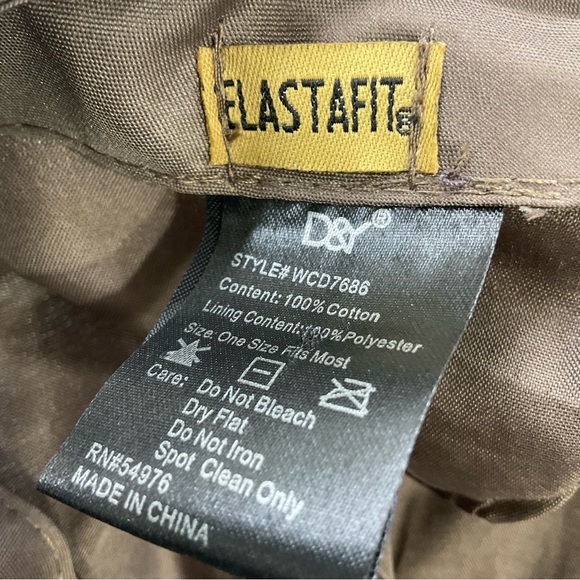 ELASTAFIT®
D&Y®
STYLE# WCD7686
Content: 100% Cotton
Lining Content: 100% Polyester
Size: One Size Fits Most
Care: Do Not Bleach
Dry Flat
Do Not Iron
Spot Clean Only
RN#54976
MADE IN CHINA